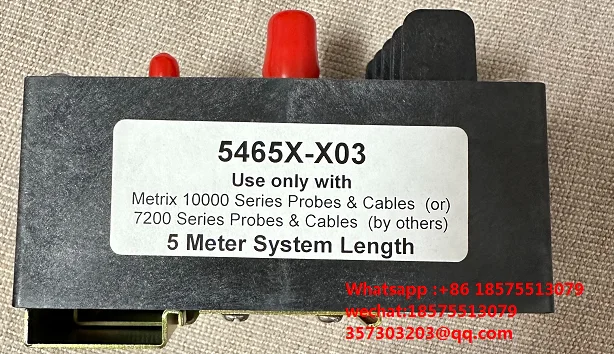 5465X-X03
Use only with
Metrix 10000 Series Probes & Cables (or)
7200 Series Probes & Cables (by others)
5 Meter System Length
Whatsapp :+86 18575513079
wechat:18575513079
357303203@qq.com